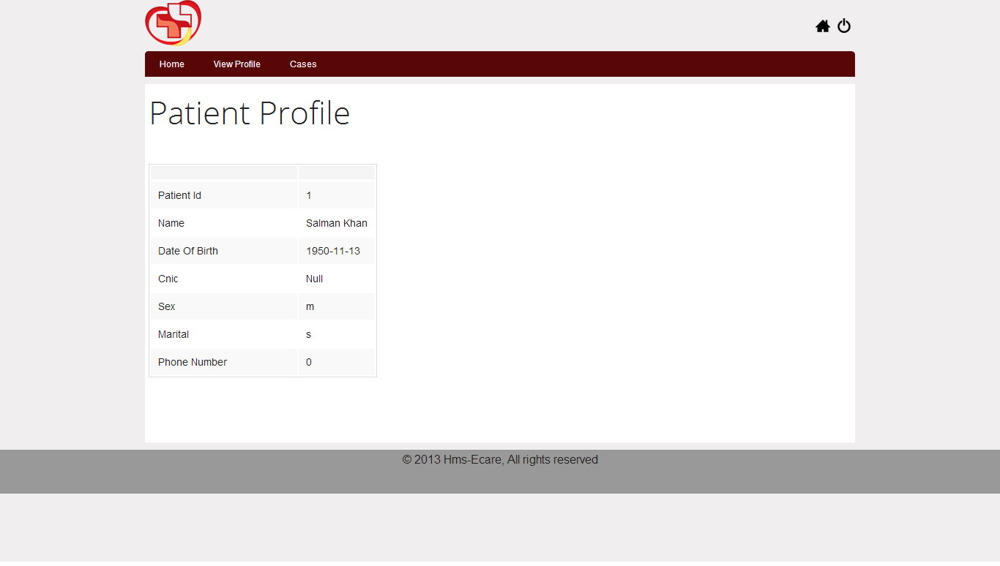 Home View Profile Cases
Patient Profile
Patient Id 1
Name Salman Khan
Date Of Birth 1950-11-13
Cnic Null
Sex m
Marital s
Phone Number 0
© 2013 Hms-Ecare, All rights reserved